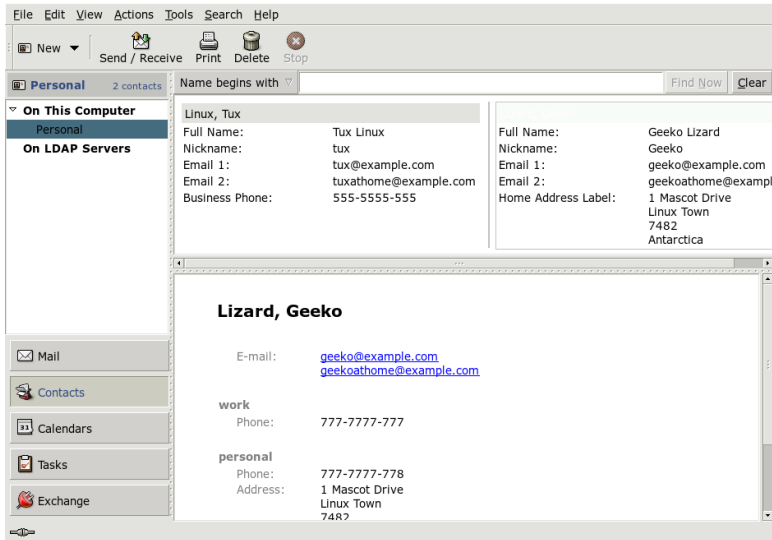 File Edit View Actions Tools Search Help
New Send / Receive Print Delete Stop
Personal 2 contacts
Name begins with Find Now Clear
On This Computer
Personal
On LDAP Servers
Linux, Tux
Full Name: Tux Linux
Nickname: tux
Email 1: tux@example.com
Email 2: tuxathome@example.com
Business Phone: 555-5555-555
Full Name: Geeko Lizard
Nickname: Geeko
Email 1: geeko@example.com
Email 2: geekoathome@exampl
Home Address Label: 1 Mascot Drive
Linux Town
7482
Antarctica
Mail
Contacts
31 Calendars
Tasks
Exchange
Lizard, Geeko
E-mail: geeko@example.com
geekoathome@example.com
work
Phone: 777-7777-777
personal
Phone: 777-7777-778
Address: 1 Mascot Drive
Linux Town
7482